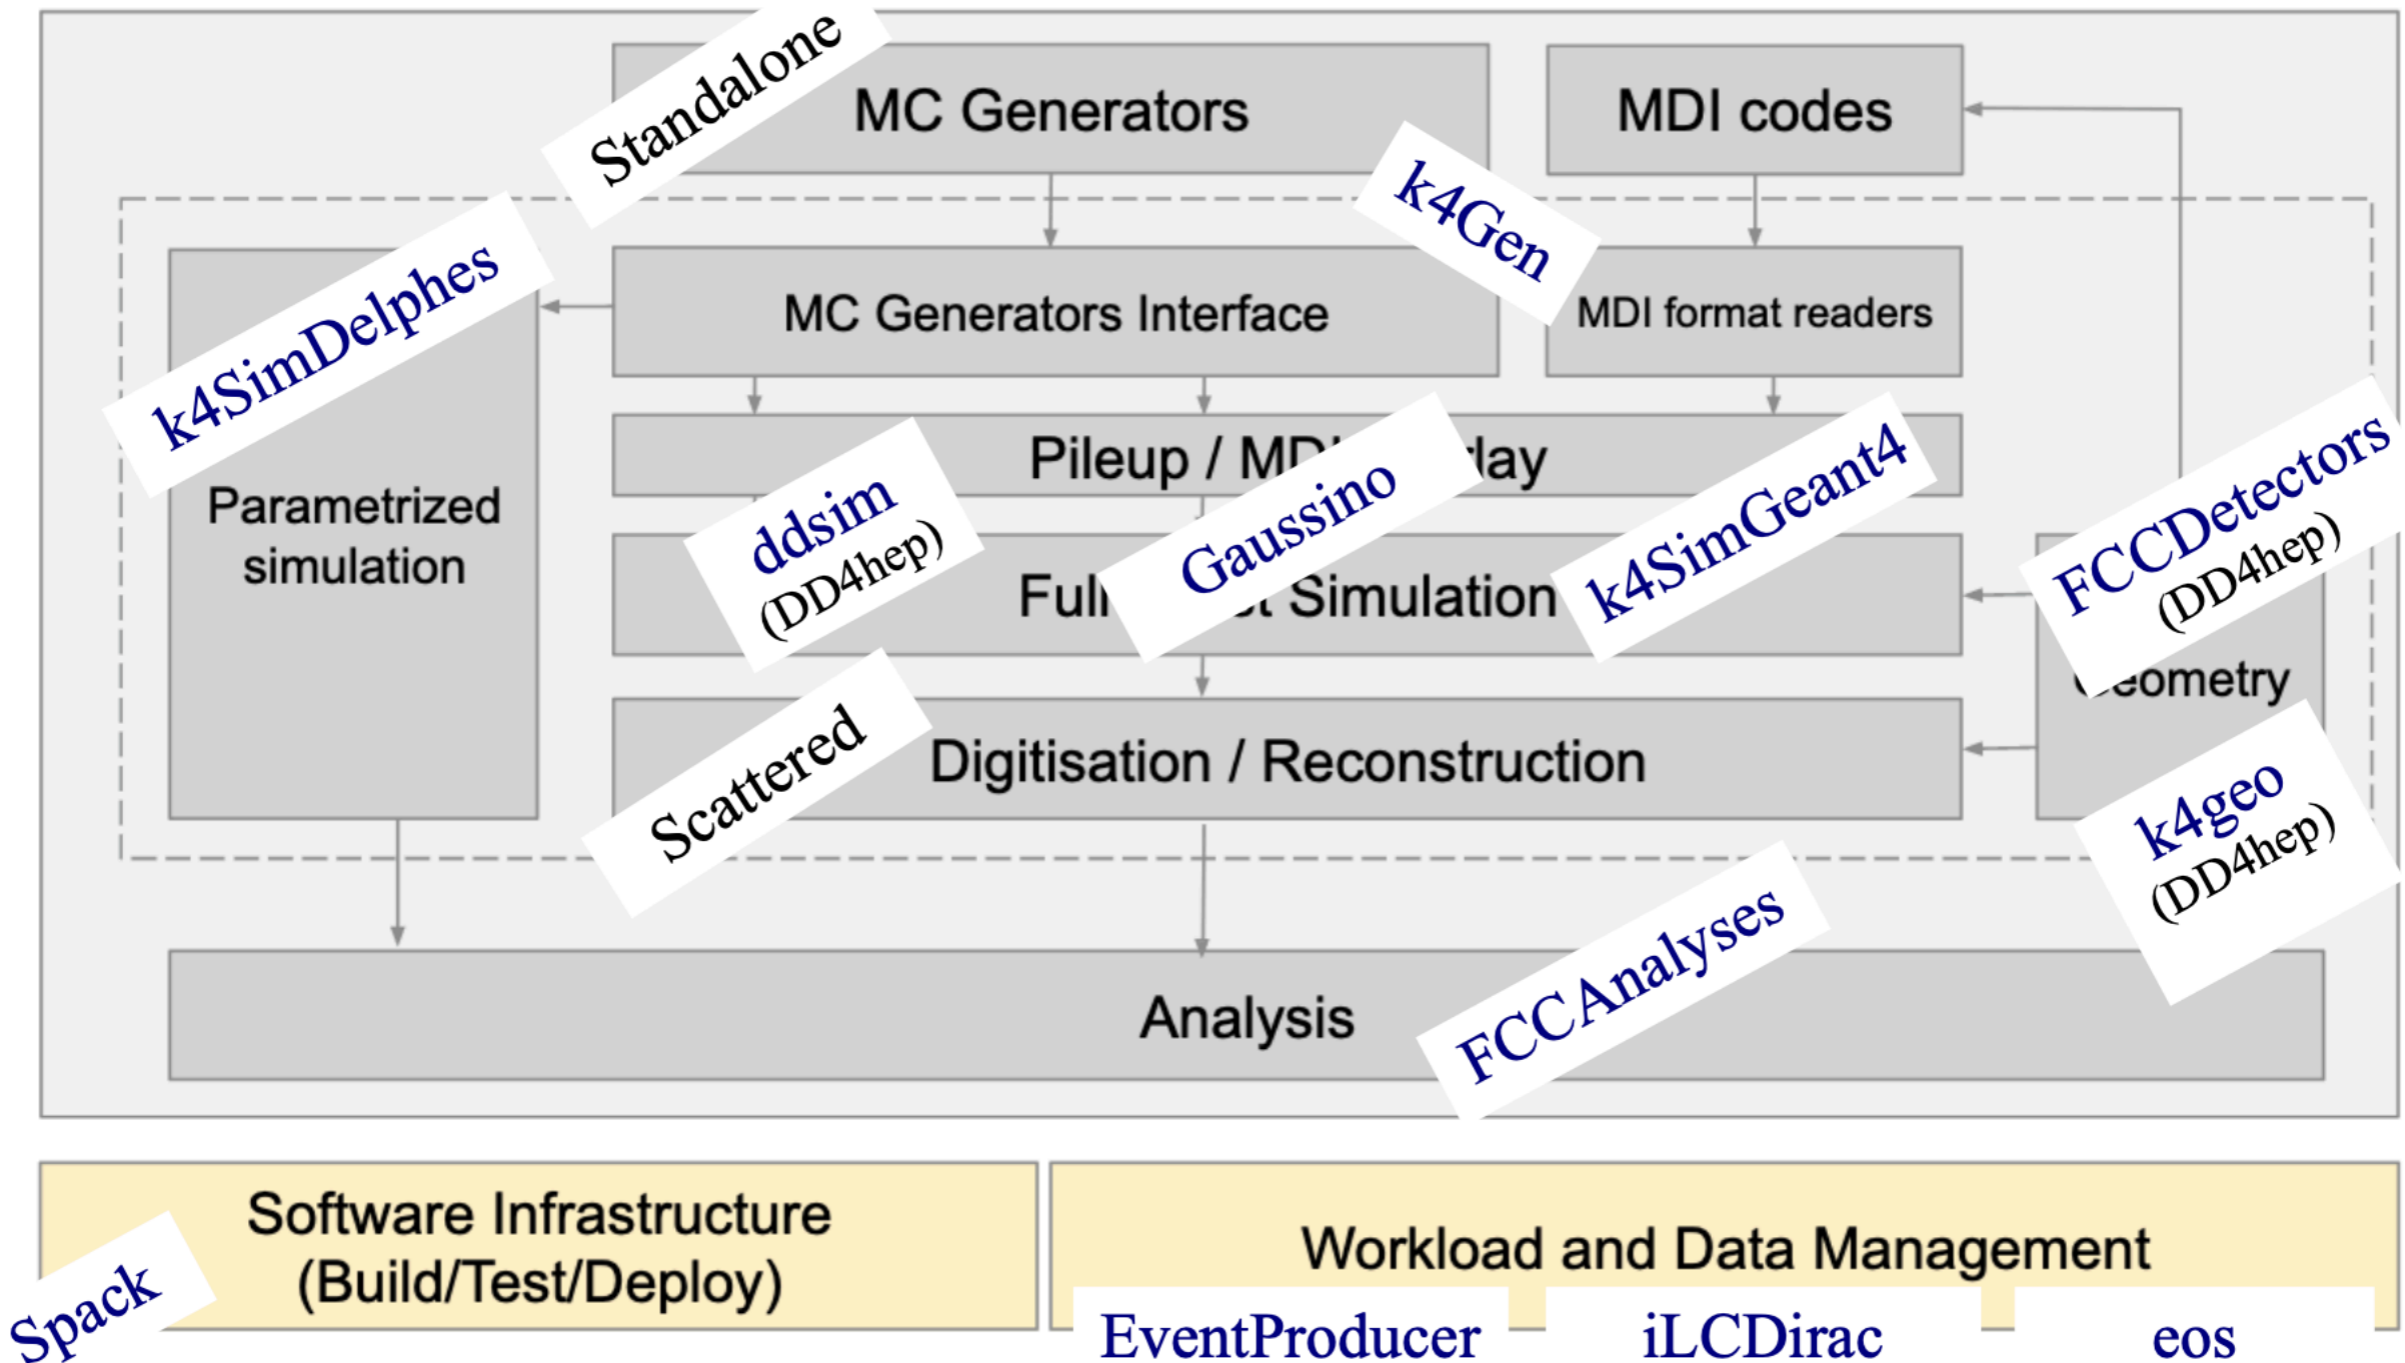 Standalone
MC Generators
MDI codes
k4Gen
k4SimDelphes
MC Generators Interface
MDI format readers
Pileup / MD lay
Parametrized
simulation
ddsim
(DD4hep)
Gaussino
k4SimGeant4
FCCDetectors
(DD4hep)
Full t Simulation
eometry
Scattered
Digitisation / Reconstruction
k4geo
(DD4hep)
Analysis
FCCAnalyses
Software Infrastructure
(Build/Test/Deploy)
Spack
Workload and Data Management
EventProducer
iLCDirac
eos